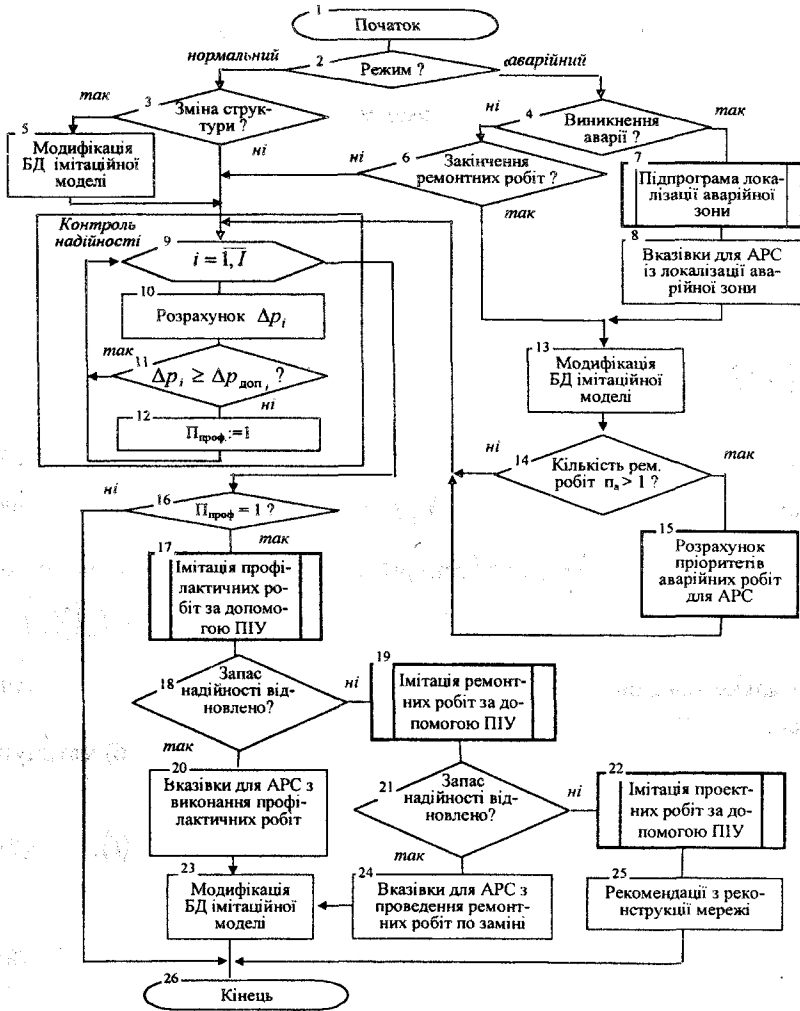 1
Початок
нормальний
2
Режим ?
аварійний
так
3
Зміна струк-
тури ?
ні
4
Виникнення
аварії ?
ні
так
5
Модифікація
БД імітаційної
моделі
6
Закінчення
ремонтних робіт ?
ні
так
7
Підпрограма лока-
лізації аварійної
зони
8
Вказівки для АРС
із локалізації ава-
рійної зони
Контроль
надійності
9
i = 1, I
10
Розрахунок Δp i
так
11
Δp i ≥ Δp доп i ?
ні
12
Ппроф.:=1
13
Модифікація
БД імітаційної
моделі
ні
14
Кількість рем.
робіт па > 1 ?
так
15
Розрахунок
пріоритетів
аварійних робіт
для АРС
ні
16
Ппроф = 1 ?
так
17
Імітація профі-
лактичних ро-
біт за допомо-
гою ПІУ
18
Запас
надійності від-
новлено?
ні
так
19
Імітація ремонт-
них робіт за до-
помогою ПІУ
20
Вказівки для АРС з
виконання профі-
лактичних робіт
21
Запас
надійності від-
новлено?
ні
так
22
Імітація проект-
них робіт за до-
помогою ПІУ
23
Модифікація
БД імітаційної
моделі
24
Вказівки для АРС з
проведення ремонт-
них робіт по заміні
25
Рекомендації з реко-
нструкції мережі
26
Кінець